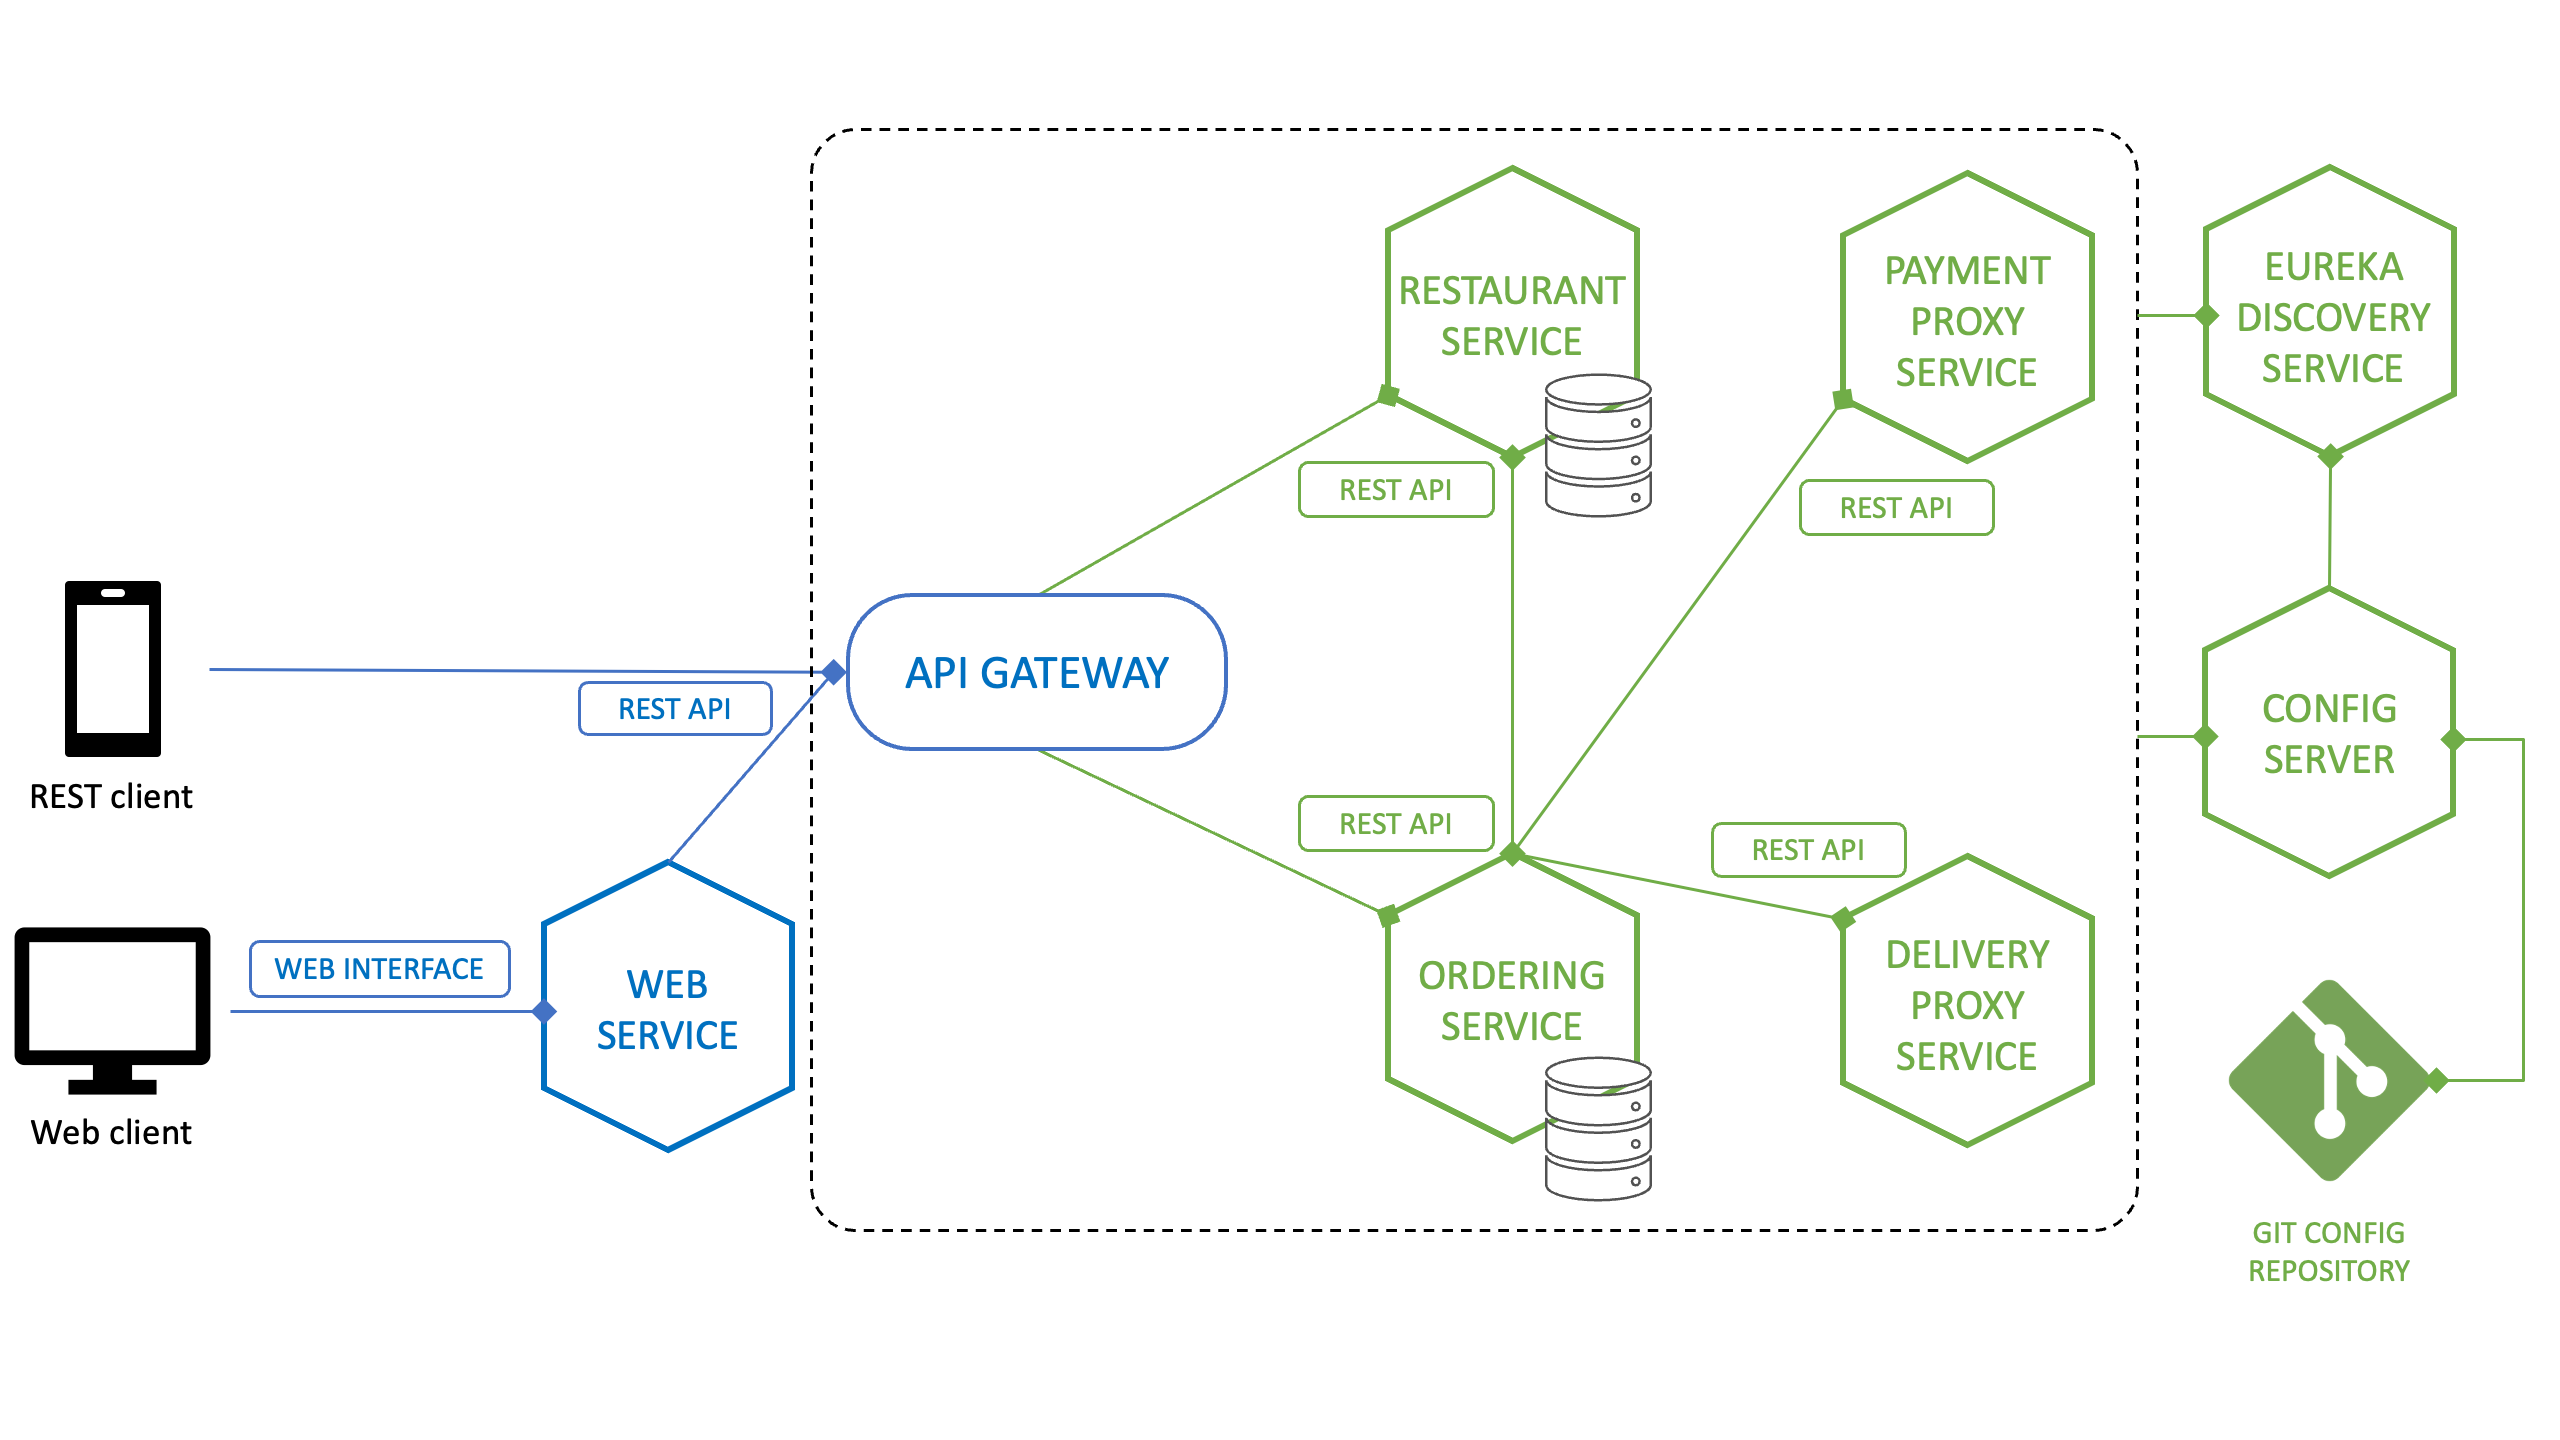 RESTAURANT
SERVICE
REST API
PAYMENT
PROXY
SERVICE
REST API
EUREKA
DISCOVERY
SERVICE
API GATEWAY
REST API
REST client
CONFIG
SERVER
REST API
REST API
WEB INTERFACE
Web client
WEB
SERVICE
ORDERING
SERVICE
DELIVERY
PROXY
SERVICE
GIT CONFIG
REPOSITORY